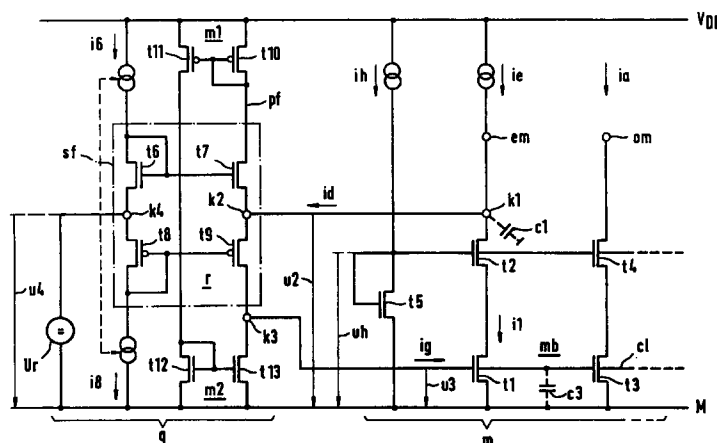 V_DD
m1
i6
t11
t10
ih
ie
ia
pf
em
om
sf
t6
t7
id
k4
k2
k1
c1
t8
t9
t2
t4
u4
r
u2
t5
uh
k3
i1
Ur
ig
mb
cl
i8
t12
t13
u3
t1
c3
t3
m2
M
q
m